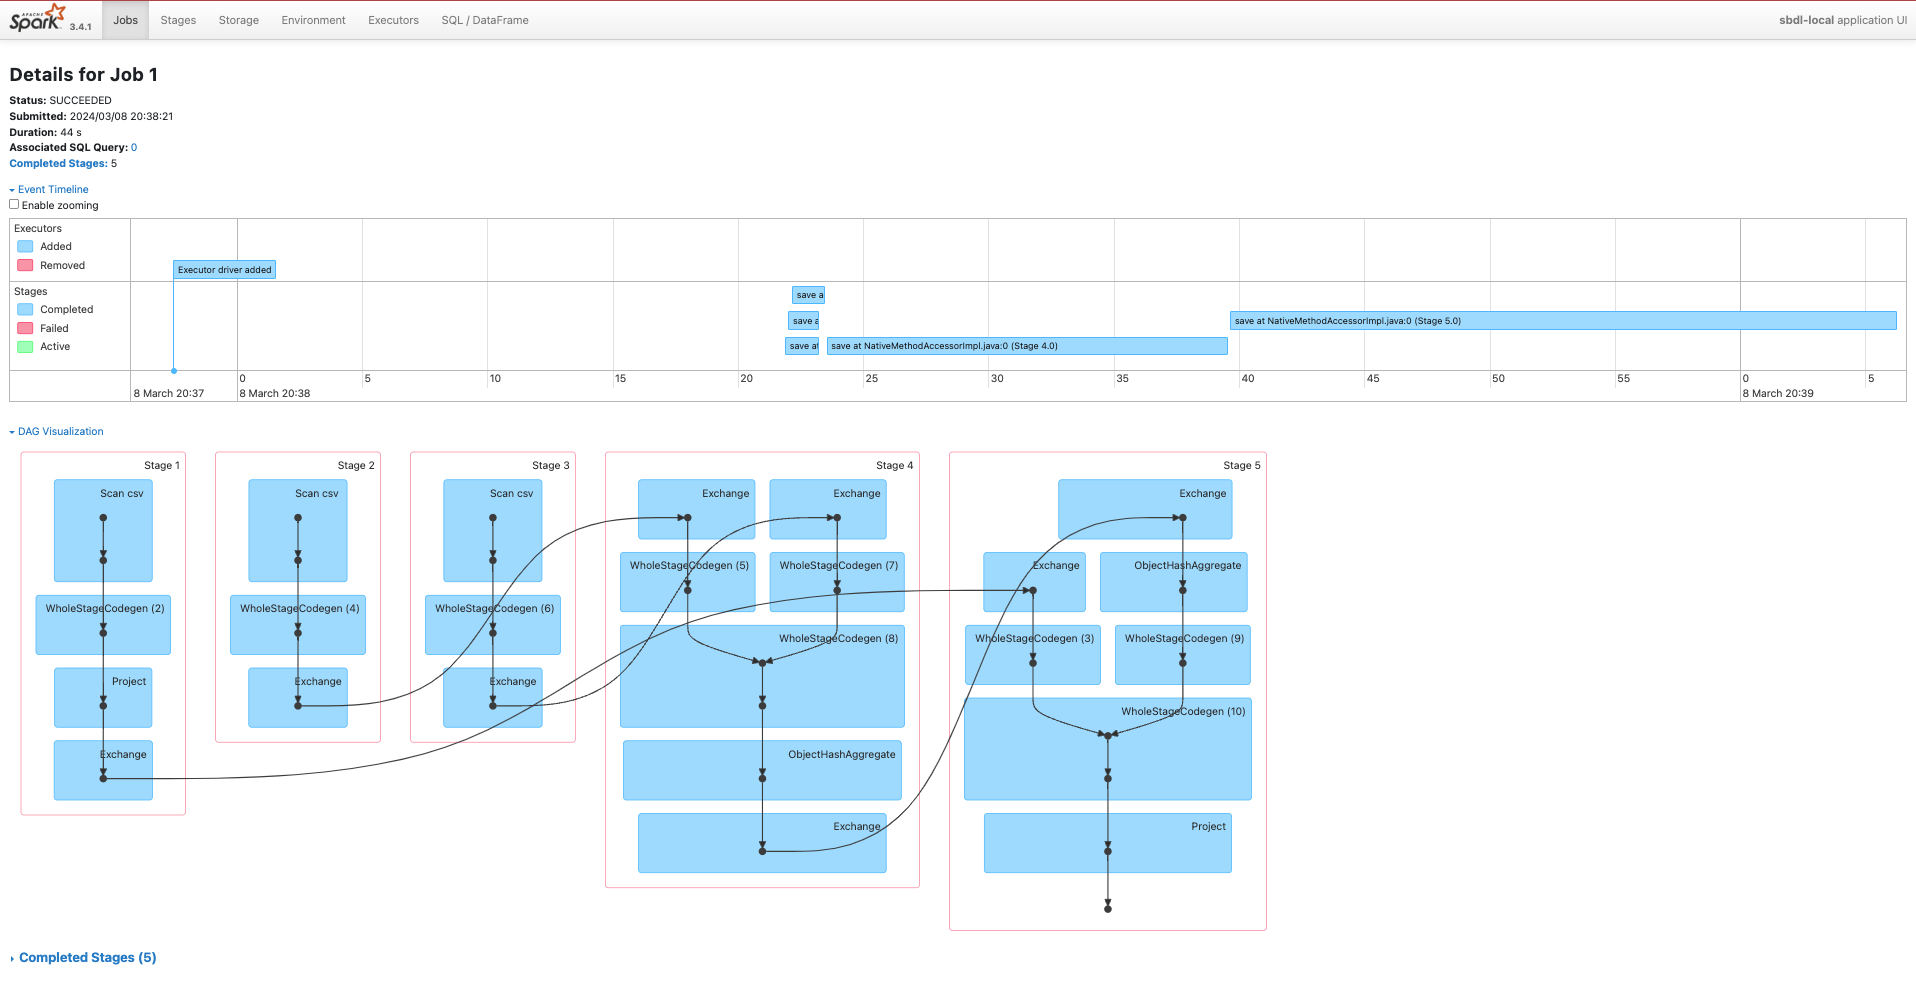 APACHE
Spark 3.4.1 Jobs Stages Storage Environment Executors SQL / DataFrame sbdl-local application UI
Details for Job 1
Status: SUCCEEDED
Submitted: 2024/03/08 20:38:21
Duration: 44 s
Associated SQL Query: 0
Completed Stages: 5
Event Timeline
Enable zooming
Executors
Added
Removed
Executor driver added
Stages
Completed
Failed
Active
save a
save a
save at
save at NativeMethodAccessorImpl.java:0 (Stage 4.0)
save at NativeMethodAccessorImpl.java:0 (Stage 5.0)
0 5 10 15 20 25 30 35 40 45 50 55 0 5
8 March 20:37 8 March 20:38 8 March 20:39
DAG Visualization
Stage 1
Scan csv
WholeStageCodegen (2)
Project
Exchange
Stage 2
Scan csv
WholeStageCodegen (4)
Exchange
Stage 3
Scan csv
WholeStageCodegen (6)
Exchange
Stage 4
Exchange Exchange
WholeStageCodegen (5) WholeStageCodegen (7)
WholeStageCodegen (8)
ObjectHashAggregate
Exchange
Stage 5
Exchange
Exchange ObjectHashAggregate
WholeStageCodegen (3) WholeStageCodegen (9)
WholeStageCodegen (10)
Project
Completed Stages (5)